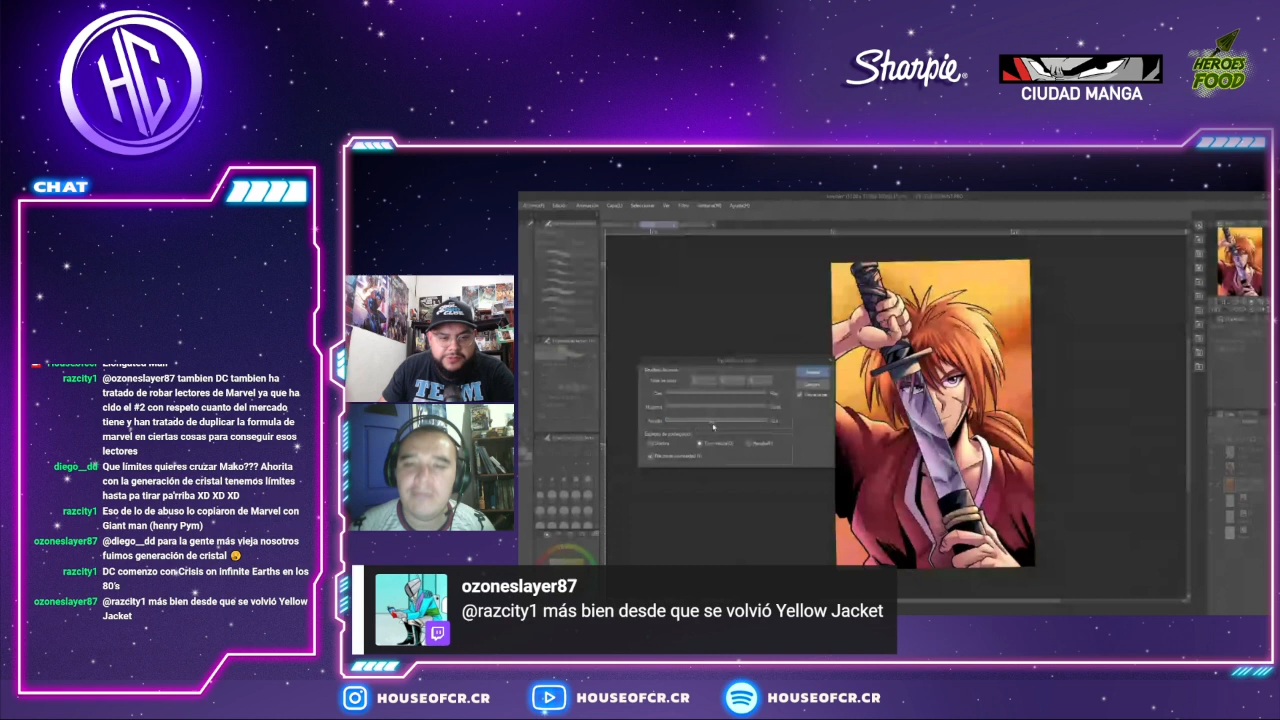 HC
Sharpie®
CIUDAD MANGA
HEROES
FOOD
CHAT
Elongated Man
razcity1 @ozoneslayer87 tambien DC tambien ha
tratado de robar lectores de Marvel ya que ha
cido el #2 con respeto cuanto del mercado
tiene y han tratado de duplicar la formula de
marvel en ciertas cosas para conseguir esos
lectores
diego__dd Que límites quieres cruzar Mako??? Ahorita
con la generación de cristal tenemos límites
hasta pa tirar pa'rriba XD XD XD
razcity1 Eso de lo de abuso lo copiaron de Marvel con
Giant man (henry Pym)
ozoneslayer87 @diego__dd para la gente más vieja nosotros
fuimos generación de cristal
razcity1 DC comenzo con Crisis on infinite Earths en los
80's
ozoneslayer87 @razcity1 más bien desde que se volvió Yellow
Jacket
TEAM
ozoneslayer87
@razcity1 más bien desde que se volvió Yellow Jacket
HOUSEOFCR.CR
HOUSEOFCR.CR
HOUSEOFCR.CR